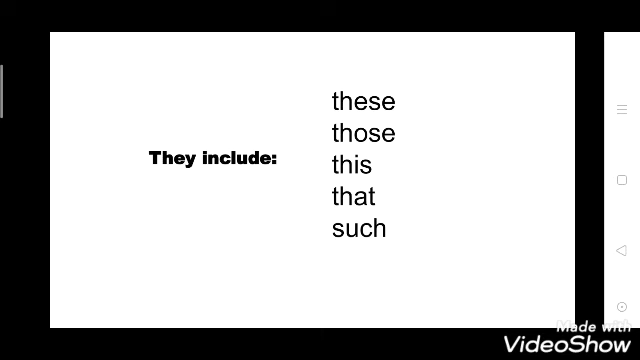 these
those
They include:
this
that
such
Made with
VideoShow